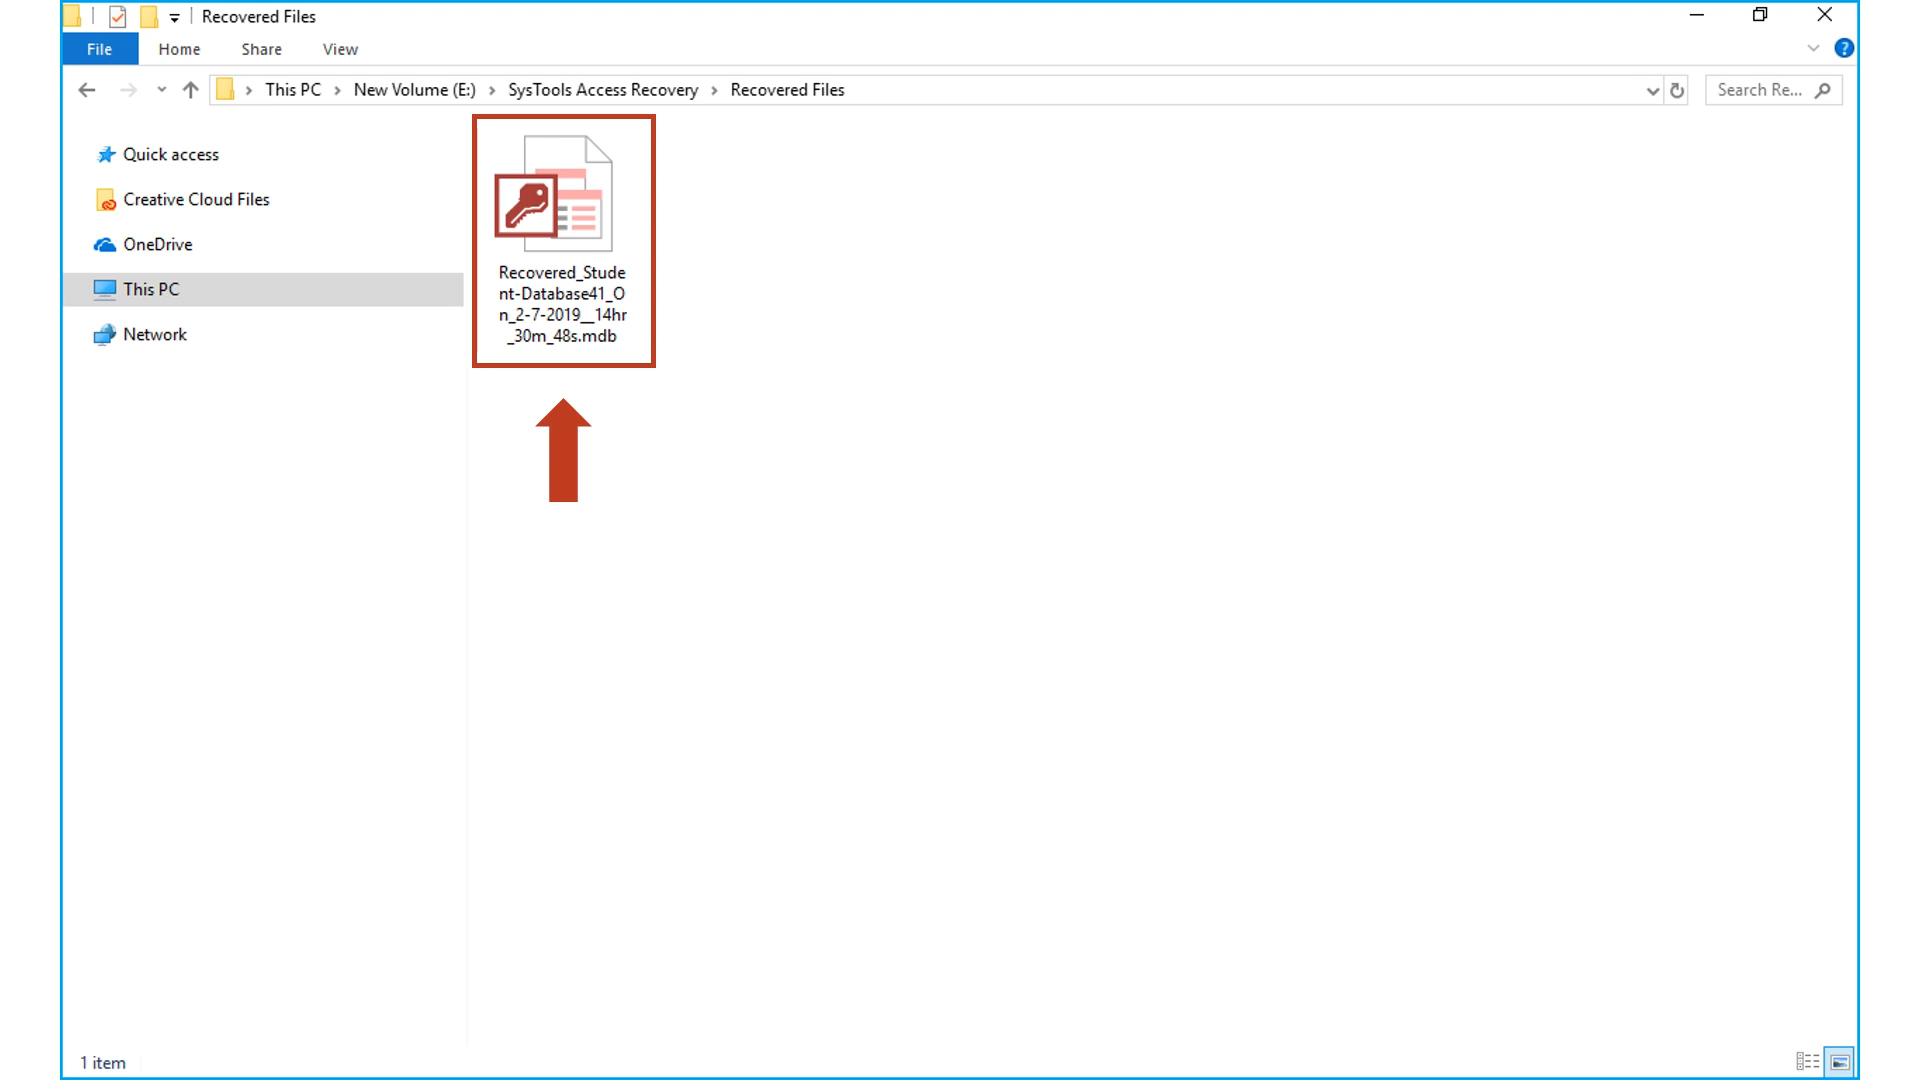 Recovered Files
File Home Share View
?
This PC New Volume (E:) SysTools Access Recovery Recovered Files
Search Re...
Quick access
Creative Cloud Files
OneDrive
This PC
Network
Recovered_Stude
nt-Database41_O
n_2-7-2019__14hr
_30m_48s.mdb
1 item